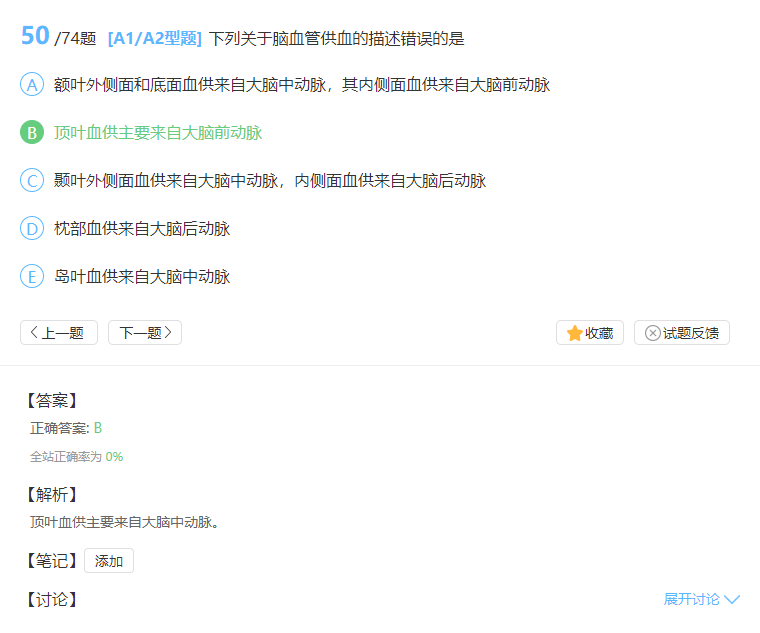 50 /74题 [A1/A2型题] 下列关于脑血管供血的描述错误的是
A 额叶外侧面和底面血供来自大脑中动脉，其内侧面血供来自大脑前动脉
B 顶叶血供主要来自大脑前动脉
C 颞叶外侧面血供来自大脑中动脉，内侧面血供来自大脑后动脉
D 枕部血供来自大脑后动脉
E 岛叶血供来自大脑中动脉
上一题 下一题 收藏 试题反馈
【答案】
正确答案: B
全站正确率为 0%
【解析】
顶叶血供主要来自大脑中动脉。
【笔记】 添加
【讨论】 展开讨论